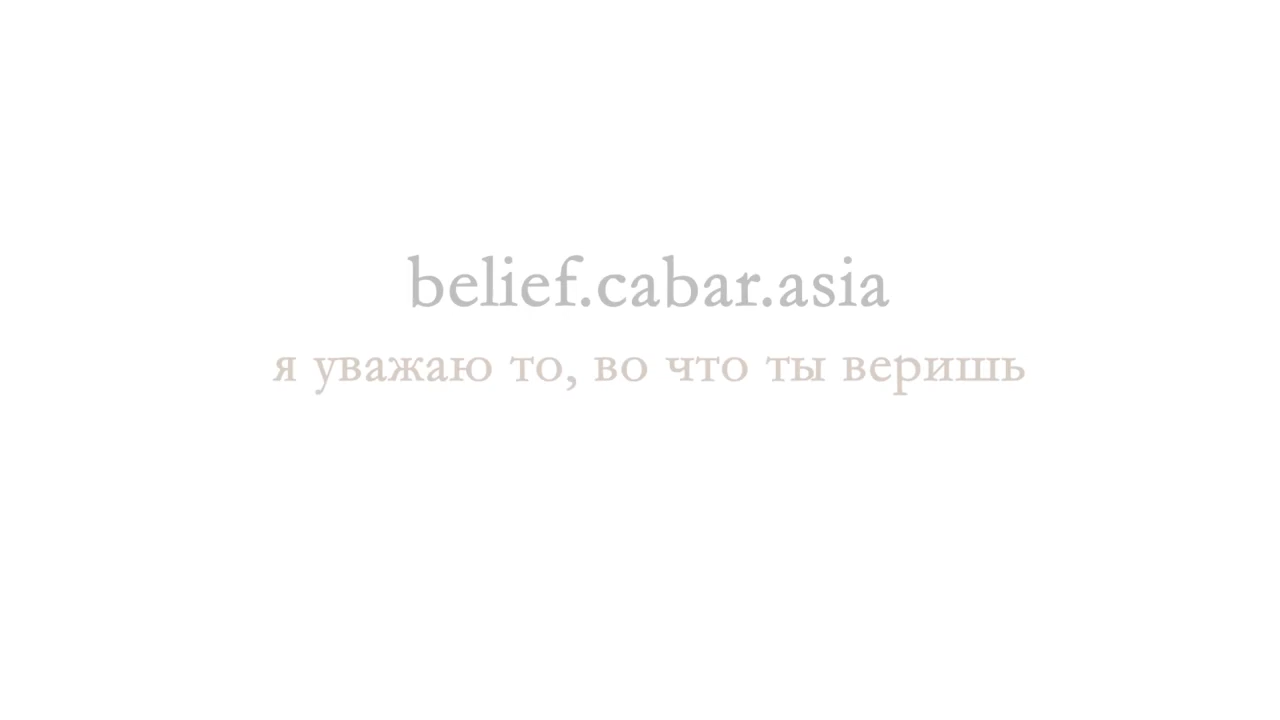 belief.cabar.asia
я уважаю то, во что ты веришь